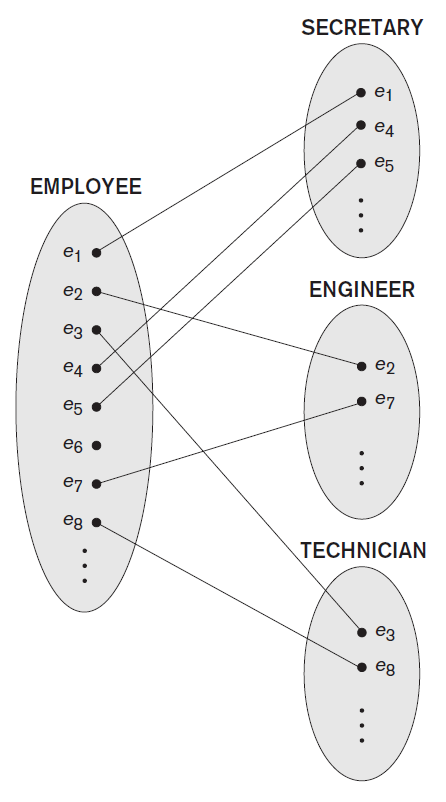 SECRETARY
e1
e4
e5
EMPLOYEE
e1
e2
e3
e4
e5
e6
e7
e8
ENGINEER
e2
e7
TECHNICIAN
e3
e8